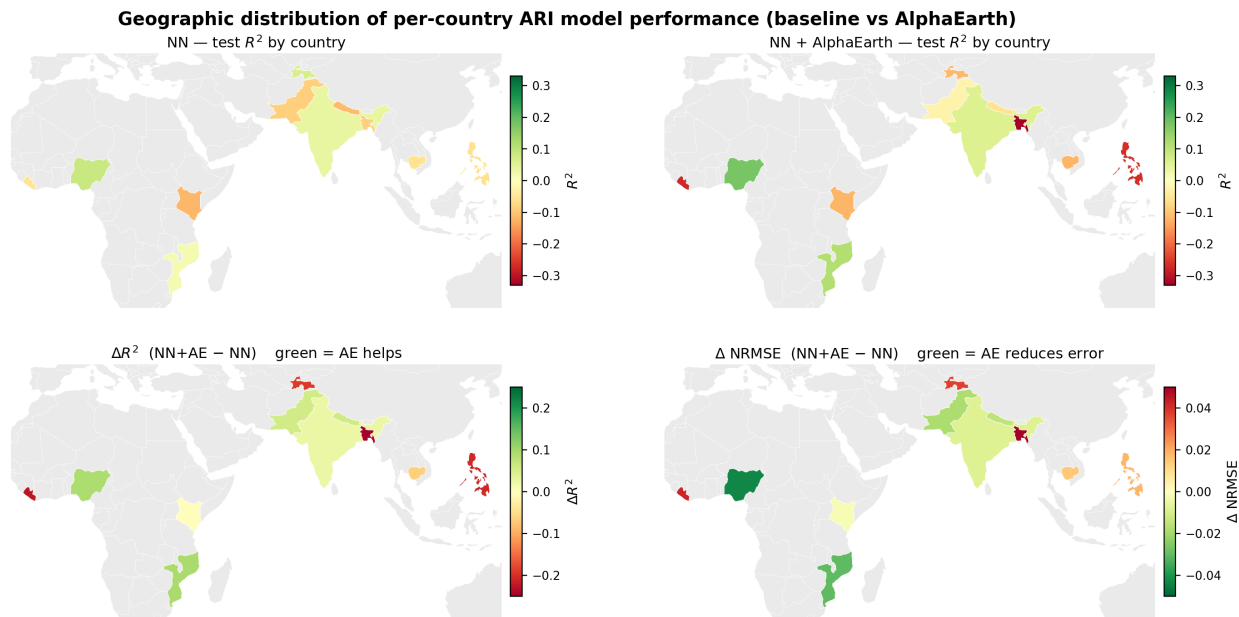 Geographic distribution of per-country ARI model performance (baseline vs AlphaEarth)
NN — test R² by country
0.3
0.2
0.1
0.0
−0.1
−0.2
−0.3
R²
NN + AlphaEarth — test R² by country
0.3
0.2
0.1
0.0
−0.1
−0.2
−0.3
R²
ΔR² (NN+AE − NN) green = AE helps
0.2
0.1
0.0
−0.1
−0.2
ΔR²
Δ NRMSE (NN+AE − NN) green = AE reduces error
0.04
0.02
0.00
−0.02
−0.04
Δ NRMSE